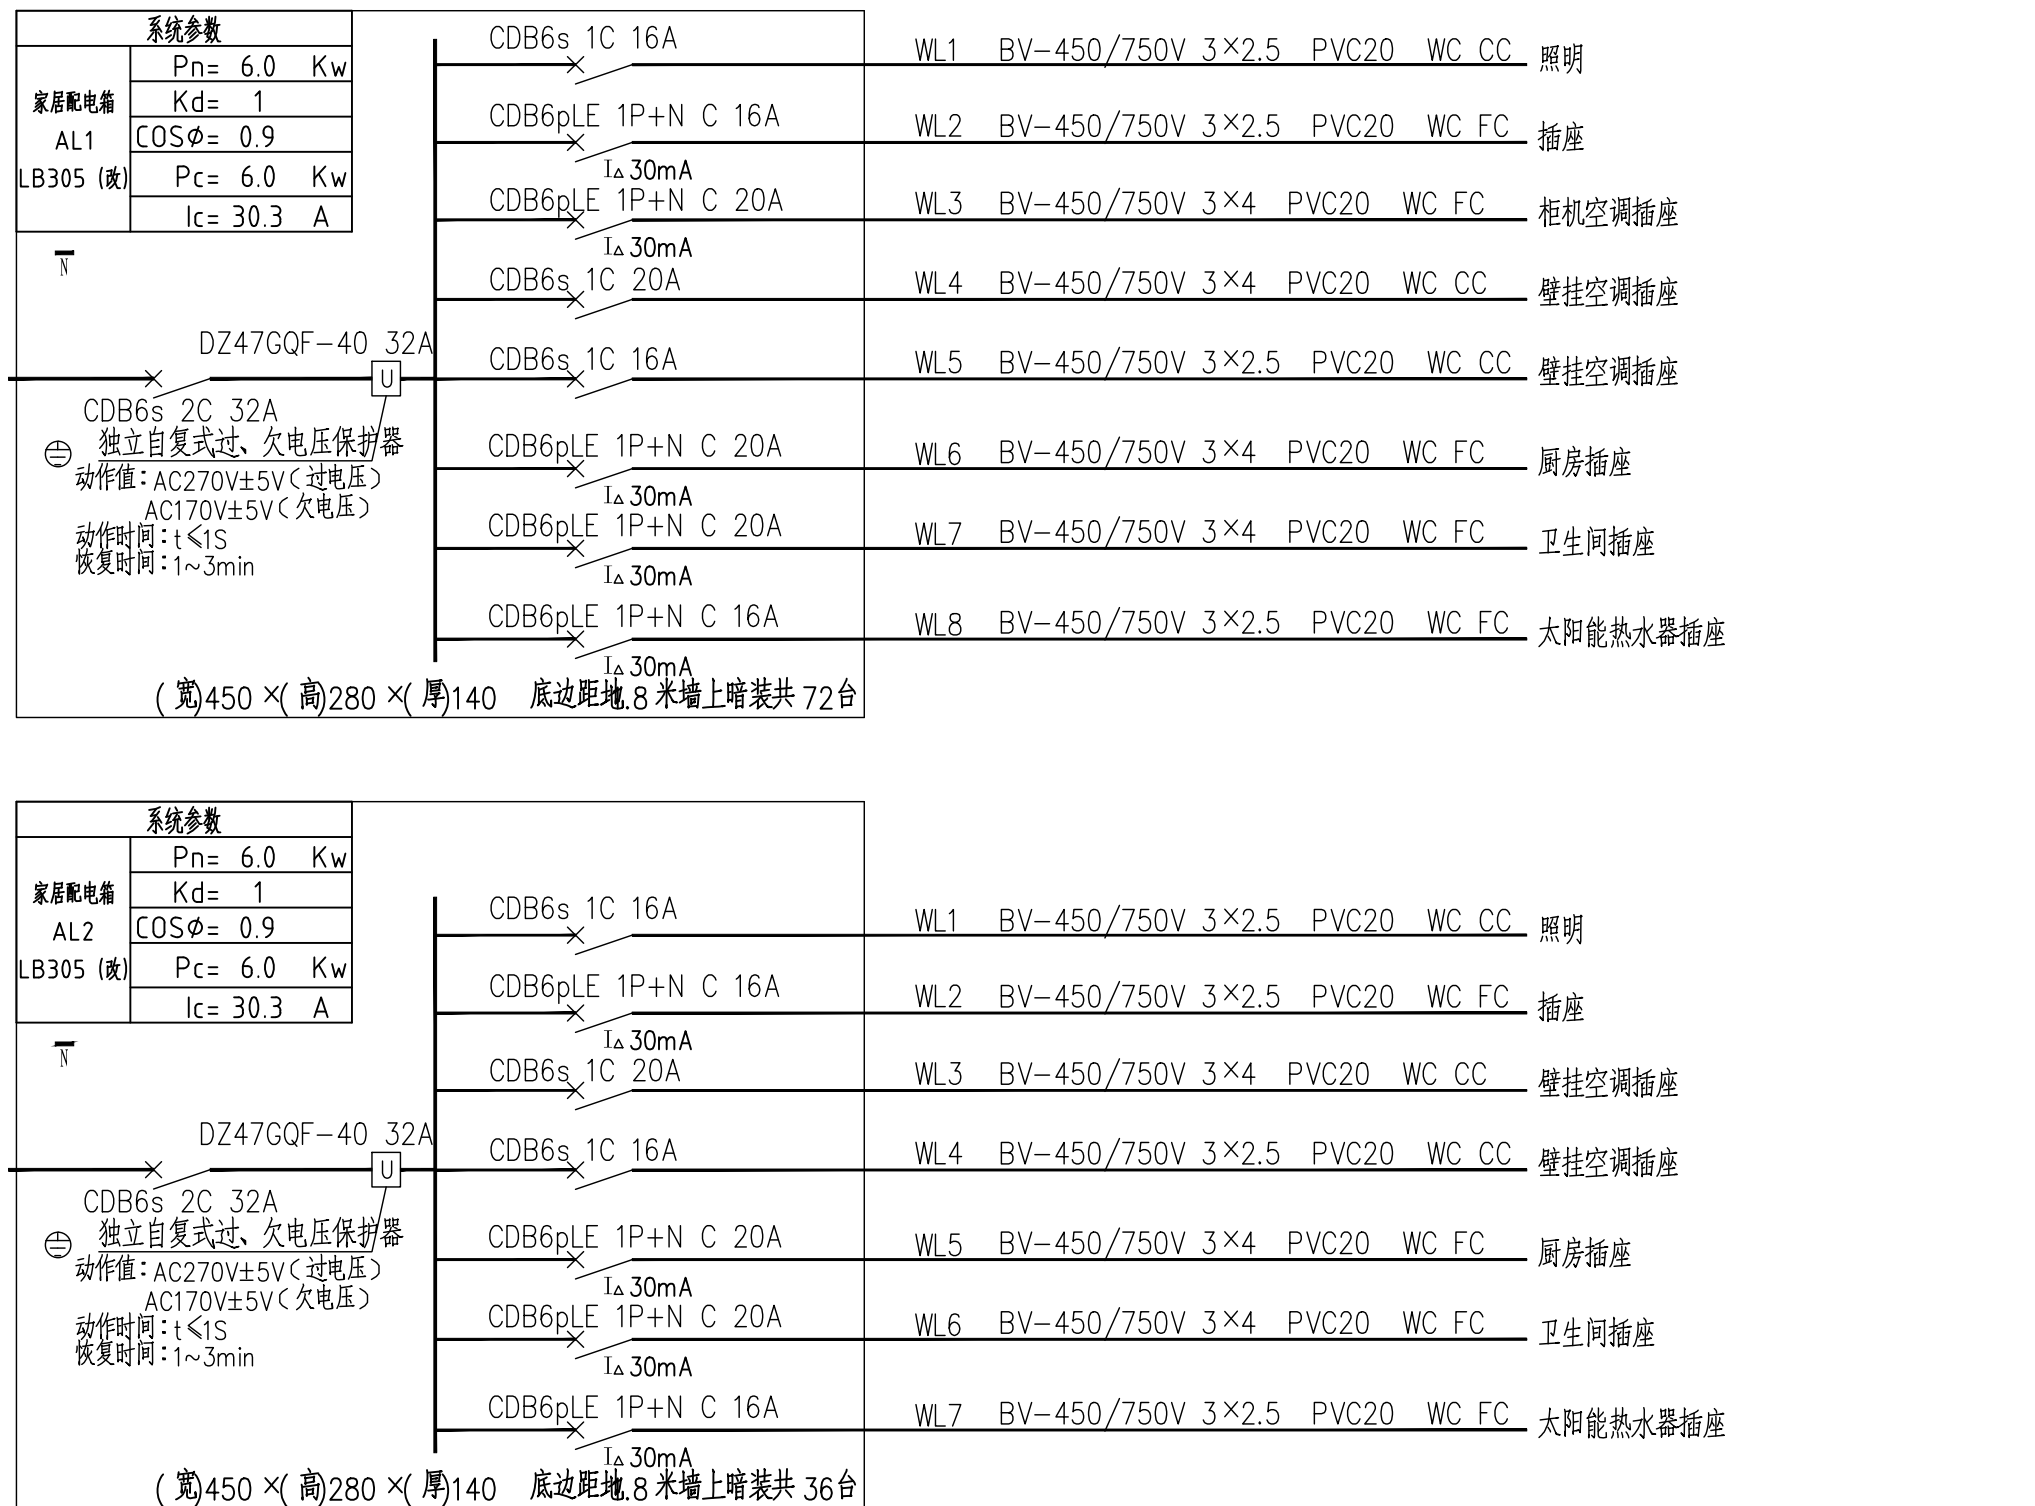 系统参数
家居配电箱
AL1
LB305 (改)
Pn= 6.0 Kw
Kd= 1
COSΦ= 0.9
Pc= 6.0 Kw
Ic= 30.3 A
N
DZ47GQF-40 32A
U
CDB6s 2C 32A
独立自复式过、欠电压保护器
动作值：AC270V±5V（过电压）
AC170V±5V（欠电压）
动作时间：t≤1S
恢复时间：1~3min
CDB6s 1C 16A WL1 BV-450/750V 3×2.5 PVC20 WC CC 照明
CDB6pLE 1P+N C 16A WL2 BV-450/750V 3×2.5 PVC20 WC FC 插座
I△ 30mA
CDB6pLE 1P+N C 20A WL3 BV-450/750V 3×4 PVC20 WC FC 柜机空调插座
I△ 30mA
CDB6s 1C 20A WL4 BV-450/750V 3×4 PVC20 WC CC 壁挂空调插座
CDB6s 1C 16A WL5 BV-450/750V 3×2.5 PVC20 WC CC 壁挂空调插座
CDB6pLE 1P+N C 20A WL6 BV-450/750V 3×4 PVC20 WC FC 厨房插座
I△ 30mA
CDB6pLE 1P+N C 20A WL7 BV-450/750V 3×4 PVC20 WC FC 卫生间插座
I△ 30mA
CDB6pLE 1P+N C 16A WL8 BV-450/750V 3×2.5 PVC20 WC FC 太阳能热水器插座
I△ 30mA
(宽)450×(高)280×(厚)140 底边距地1.8米墙上暗装共72台
系统参数
家居配电箱
AL2
LB305 (改)
Pn= 6.0 Kw
Kd= 1
COSΦ= 0.9
Pc= 6.0 Kw
Ic= 30.3 A
N
DZ47GQF-40 32A
U
CDB6s 2C 32A
独立自复式过、欠电压保护器
动作值：AC270V±5V（过电压）
AC170V±5V（欠电压）
动作时间：t≤1S
恢复时间：1~3min
CDB6s 1C 16A WL1 BV-450/750V 3×2.5 PVC20 WC CC 照明
CDB6pLE 1P+N C 16A WL2 BV-450/750V 3×2.5 PVC20 WC FC 插座
I△ 30mA
CDB6s 1C 20A WL3 BV-450/750V 3×4 PVC20 WC CC 壁挂空调插座
CDB6s 1C 16A WL4 BV-450/750V 3×2.5 PVC20 WC CC 壁挂空调插座
CDB6pLE 1P+N C 20A WL5 BV-450/750V 3×4 PVC20 WC FC 厨房插座
I△ 30mA
CDB6pLE 1P+N C 20A WL6 BV-450/750V 3×4 PVC20 WC FC 卫生间插座
I△ 30mA
CDB6pLE 1P+N C 16A WL7 BV-450/750V 3×2.5 PVC20 WC FC 太阳能热水器插座
I△ 30mA
(宽)450×(高)280×(厚)140 底边距地1.8米墙上暗装共36台